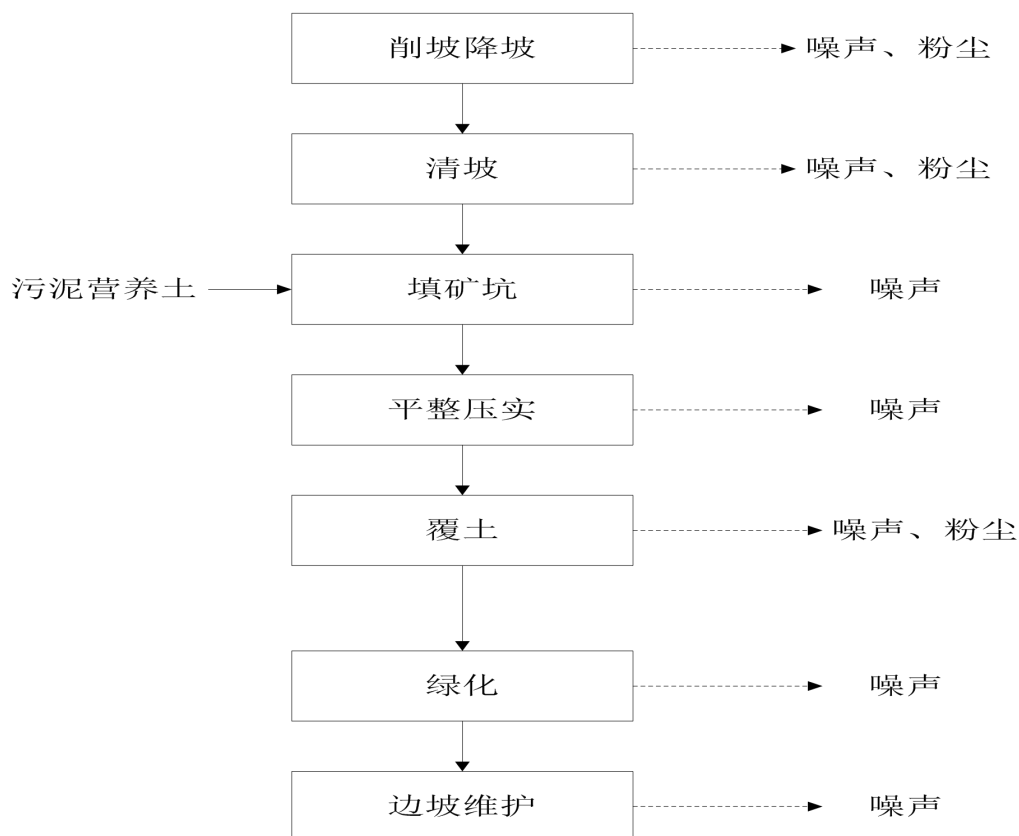 削坡降坡
噪声、粉尘
清坡
噪声、粉尘
污泥营养土
填矿坑
噪声
平整压实
噪声
覆土
噪声、粉尘
绿化
噪声
边坡维护
噪声